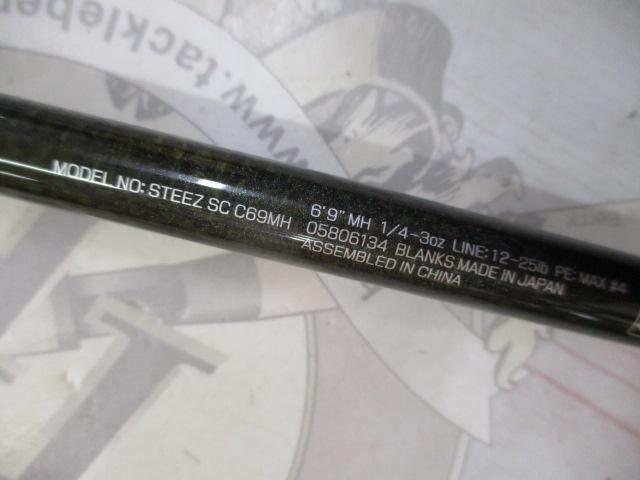 www.tackleber
MODEL NO: STEEZ SC C69MH
6'9" MH 1/4-3oz LINE:12-25lb PE: MAX #4
05806134 BLANKS MADE IN JAPAN
ASSEMBLED IN CHINA